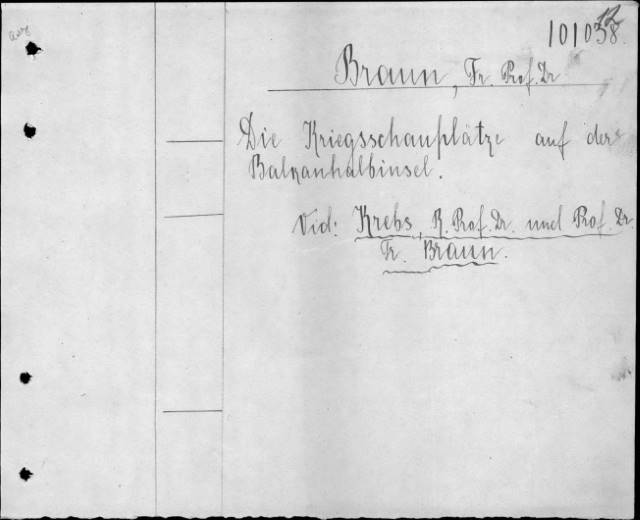 12
101038
Braun, Fr. Prof. Dr
Die Kriegsschauplätze auf der
Balkanhalbinsel.
Vid: Krebs, R. Prof. Dr. und Prof. Dr.
Fr. Braun.